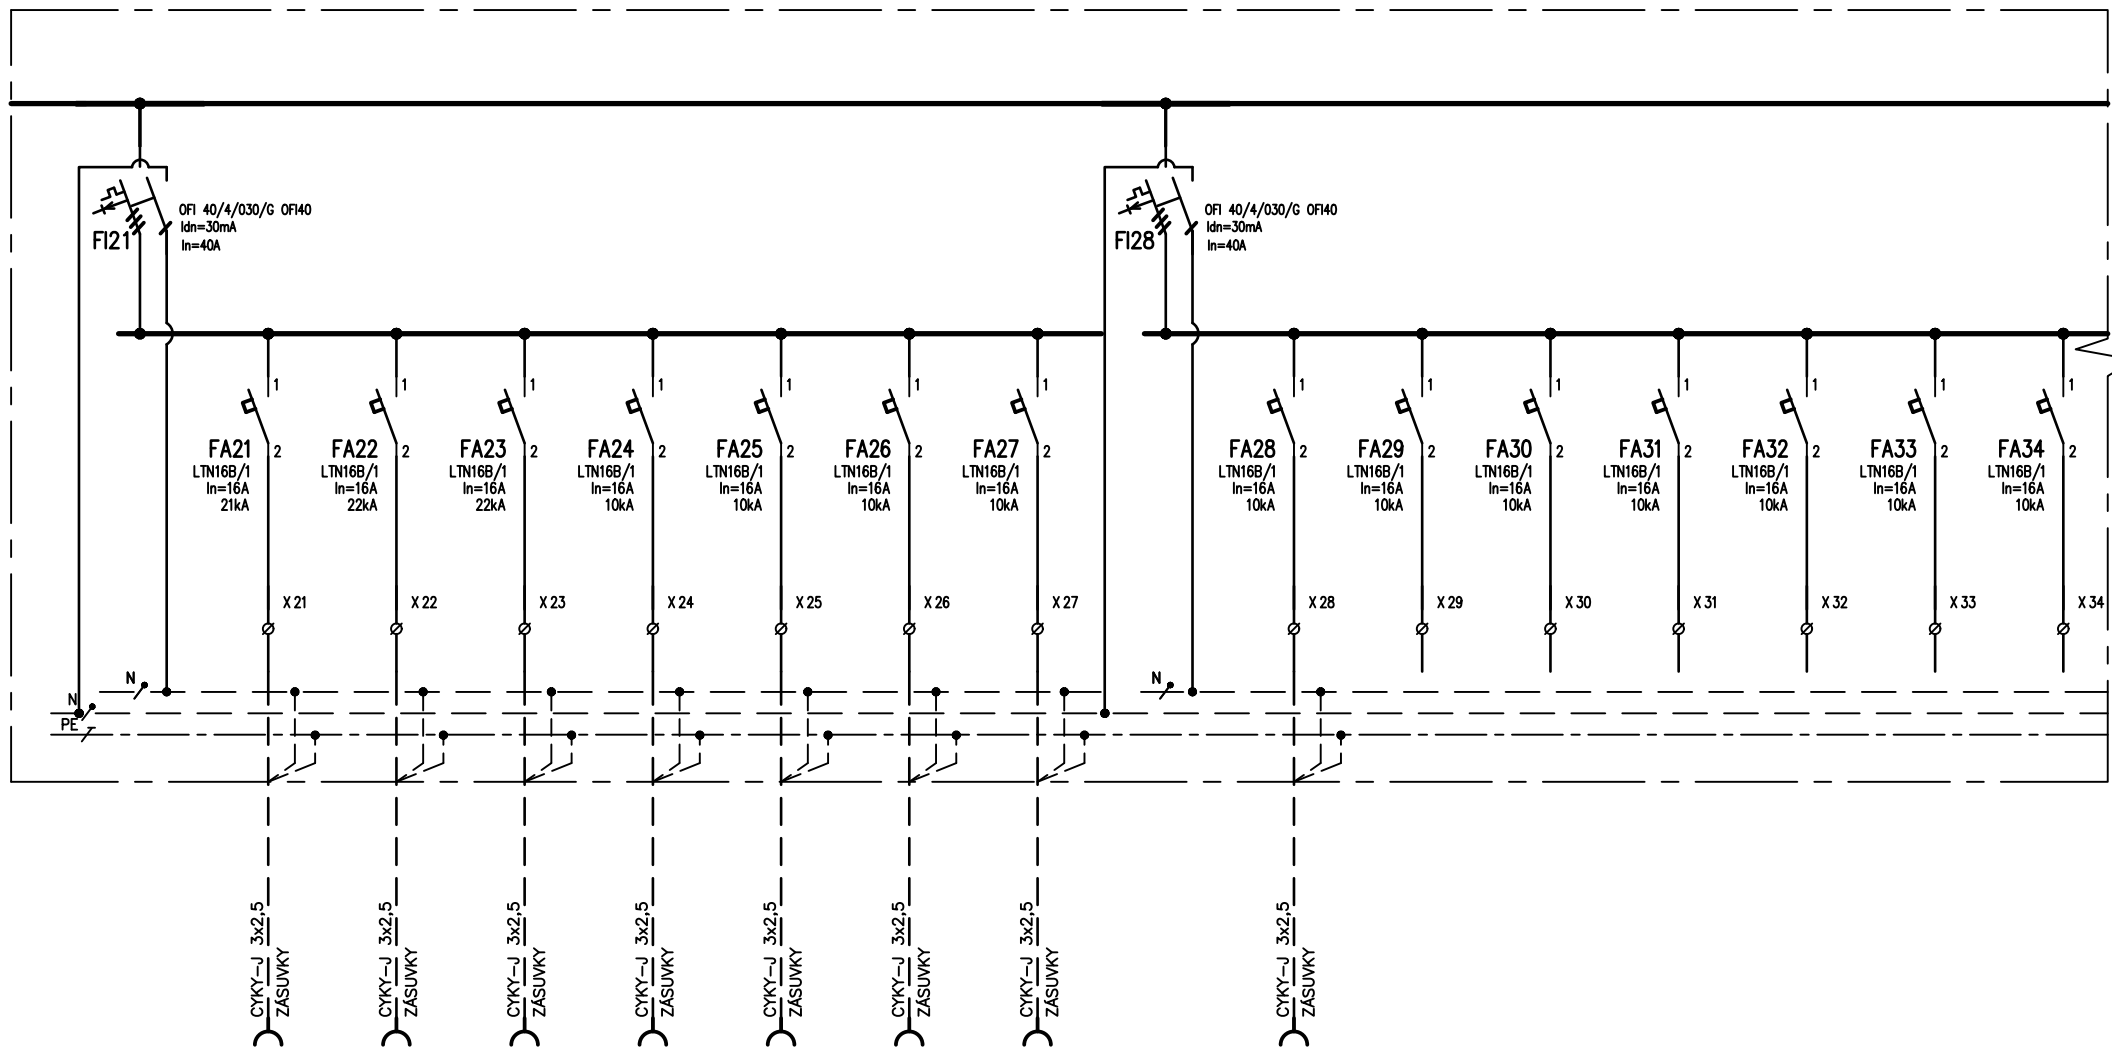 OFI 40/4/030/G OFI40
Idn=30mA
In=40A
FI21
OFI 40/4/030/G OFI40
Idn=30mA
In=40A
FI28
1
2
FA21
LTN16B/1
In=16A
21kA
1
2
FA22
LTN16B/1
In=16A
22kA
1
2
FA23
LTN16B/1
In=16A
22kA
1
2
FA24
LTN16B/1
In=16A
10kA
1
2
FA25
LTN16B/1
In=16A
10kA
1
2
FA26
LTN16B/1
In=16A
10kA
1
2
FA27
LTN16B/1
In=16A
10kA
1
2
FA28
LTN16B/1
In=16A
10kA
1
2
FA29
LTN16B/1
In=16A
10kA
1
2
FA30
LTN16B/1
In=16A
10kA
1
2
FA31
LTN16B/1
In=16A
10kA
1
2
FA32
LTN16B/1
In=16A
10kA
1
2
FA33
LTN16B/1
In=16A
10kA
1
2
FA34
LTN16B/1
In=16A
10kA
X 21
X 22
X 23
X 24
X 25
X 26
X 27
X 28
X 29
X 30
X 31
X 32
X 33
X 34
N
N
N
PE
CYKY-J 3x2,5
ZÁSUVKY
CYKY-J 3x2,5
ZÁSUVKY
CYKY-J 3x2,5
ZÁSUVKY
CYKY-J 3x2,5
ZÁSUVKY
CYKY-J 3x2,5
ZÁSUVKY
CYKY-J 3x2,5
ZÁSUVKY
CYKY-J 3x2,5
ZÁSUVKY
CYKY-J 3x2,5
ZÁSUVKY